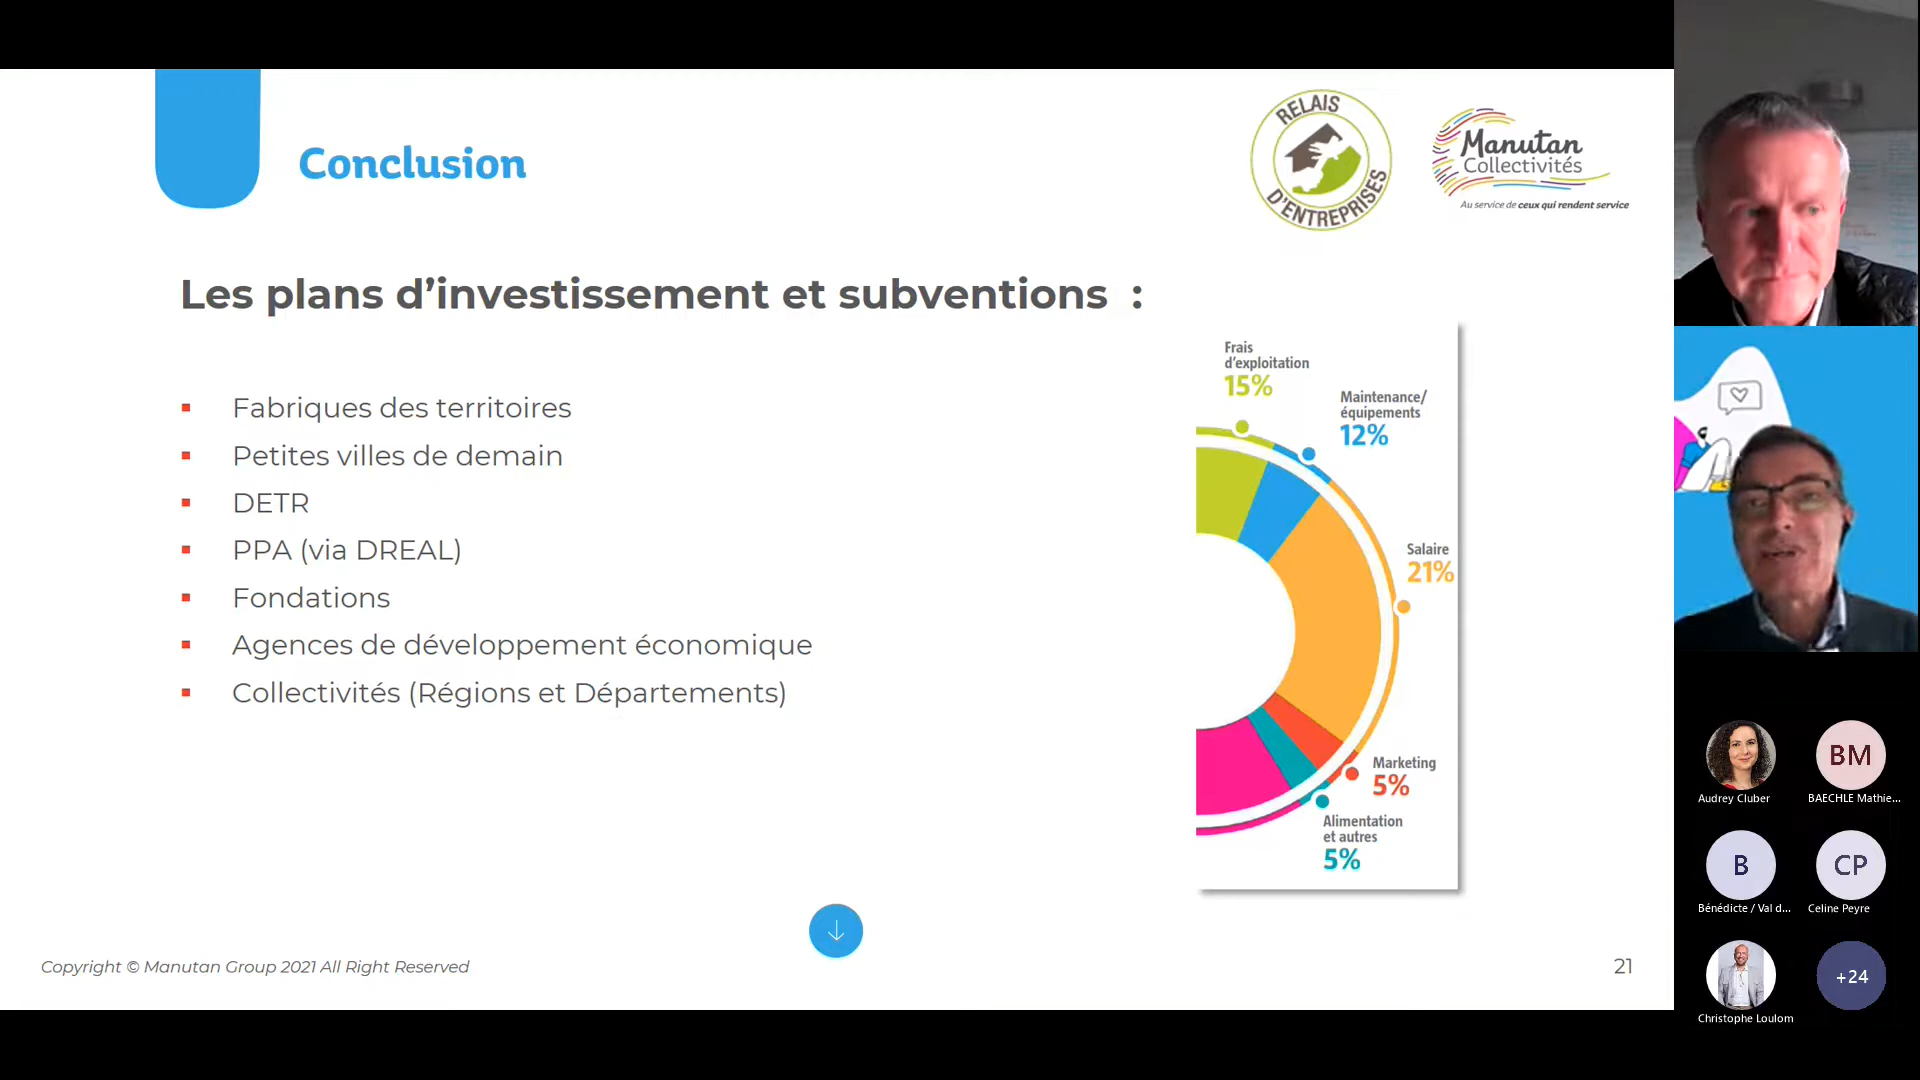 Conclusion
RELAIS
D'ENTREPRISES
Manutan
Collectivités
Au service de ceux qui rendent service
Les plans d’investissement et subventions :
Fabriques des territoires
Petites villes de demain
DETR
PPA (via DREAL)
Fondations
Agences de développement économique
Collectivités (Régions et Départements)
Frais
d’exploitation
15%
Maintenance/
équipements
12%
Salaire
21%
Marketing
5%
Alimentation
et autres
5%
Copyright © Manutan Group 2021 All Right Reserved
21
BM
Audrey Cluber
BAECHLE Mathie...
B
CP
Bénédicte / Val d...
Celine Peyre
+24
Christophe Loulom